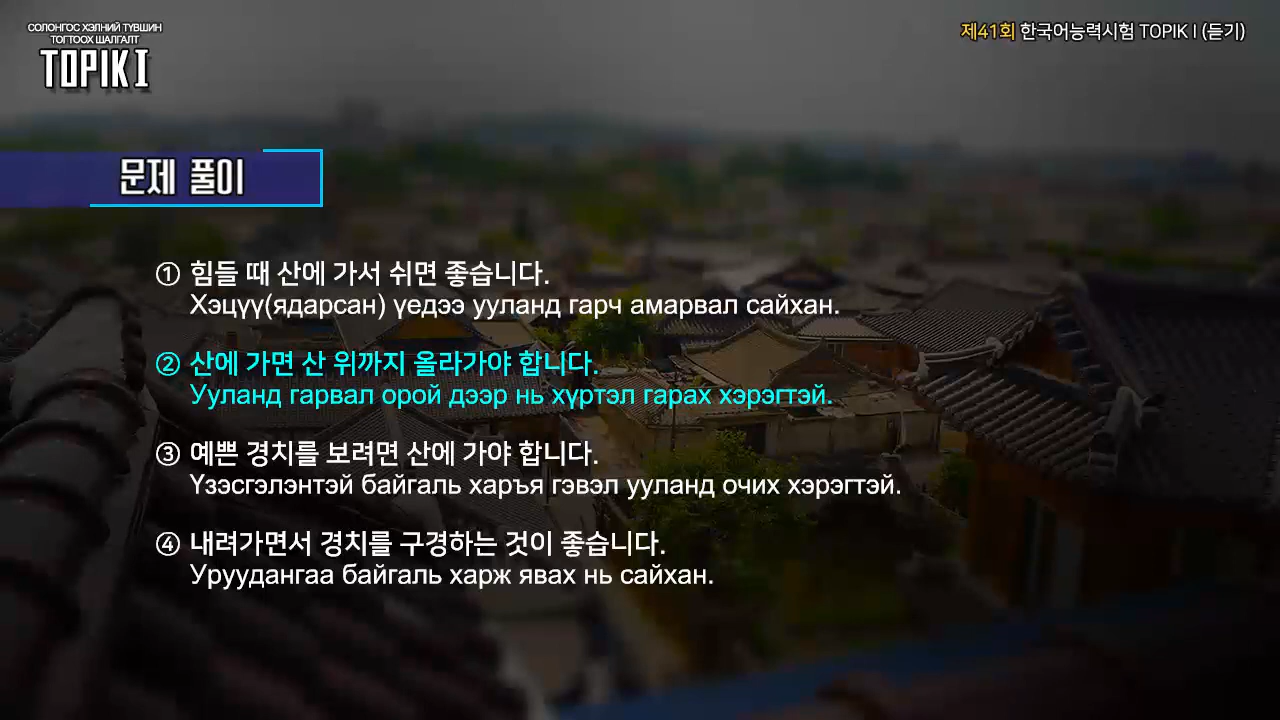 СОЛОНГОС ХЭЛНИЙ ТҮВШИН
ТОГТООХ ШАЛГАЛТ
TOPIK I
제41회 한국어능력시험 TOPIK I (듣기)
문제 풀이
① 힘들 때 산에 가서 쉬면 좋습니다.
Хэцүү(ядарсан) үедээ ууланд гарч амарвал сайхан.
② 산에 가면 산 위까지 올라가야 합니다.
Ууланд гарвал орой дээр нь хүртэл гарах хэрэгтэй.
③ 예쁜 경치를 보려면 산에 가야 합니다.
Үзэсгэлэнтэй байгаль харъя гэвэл ууланд очих хэрэгтэй.
④ 내려가면서 경치를 구경하는 것이 좋습니다.
Уруудангаа байгаль харж явах нь сайхан.